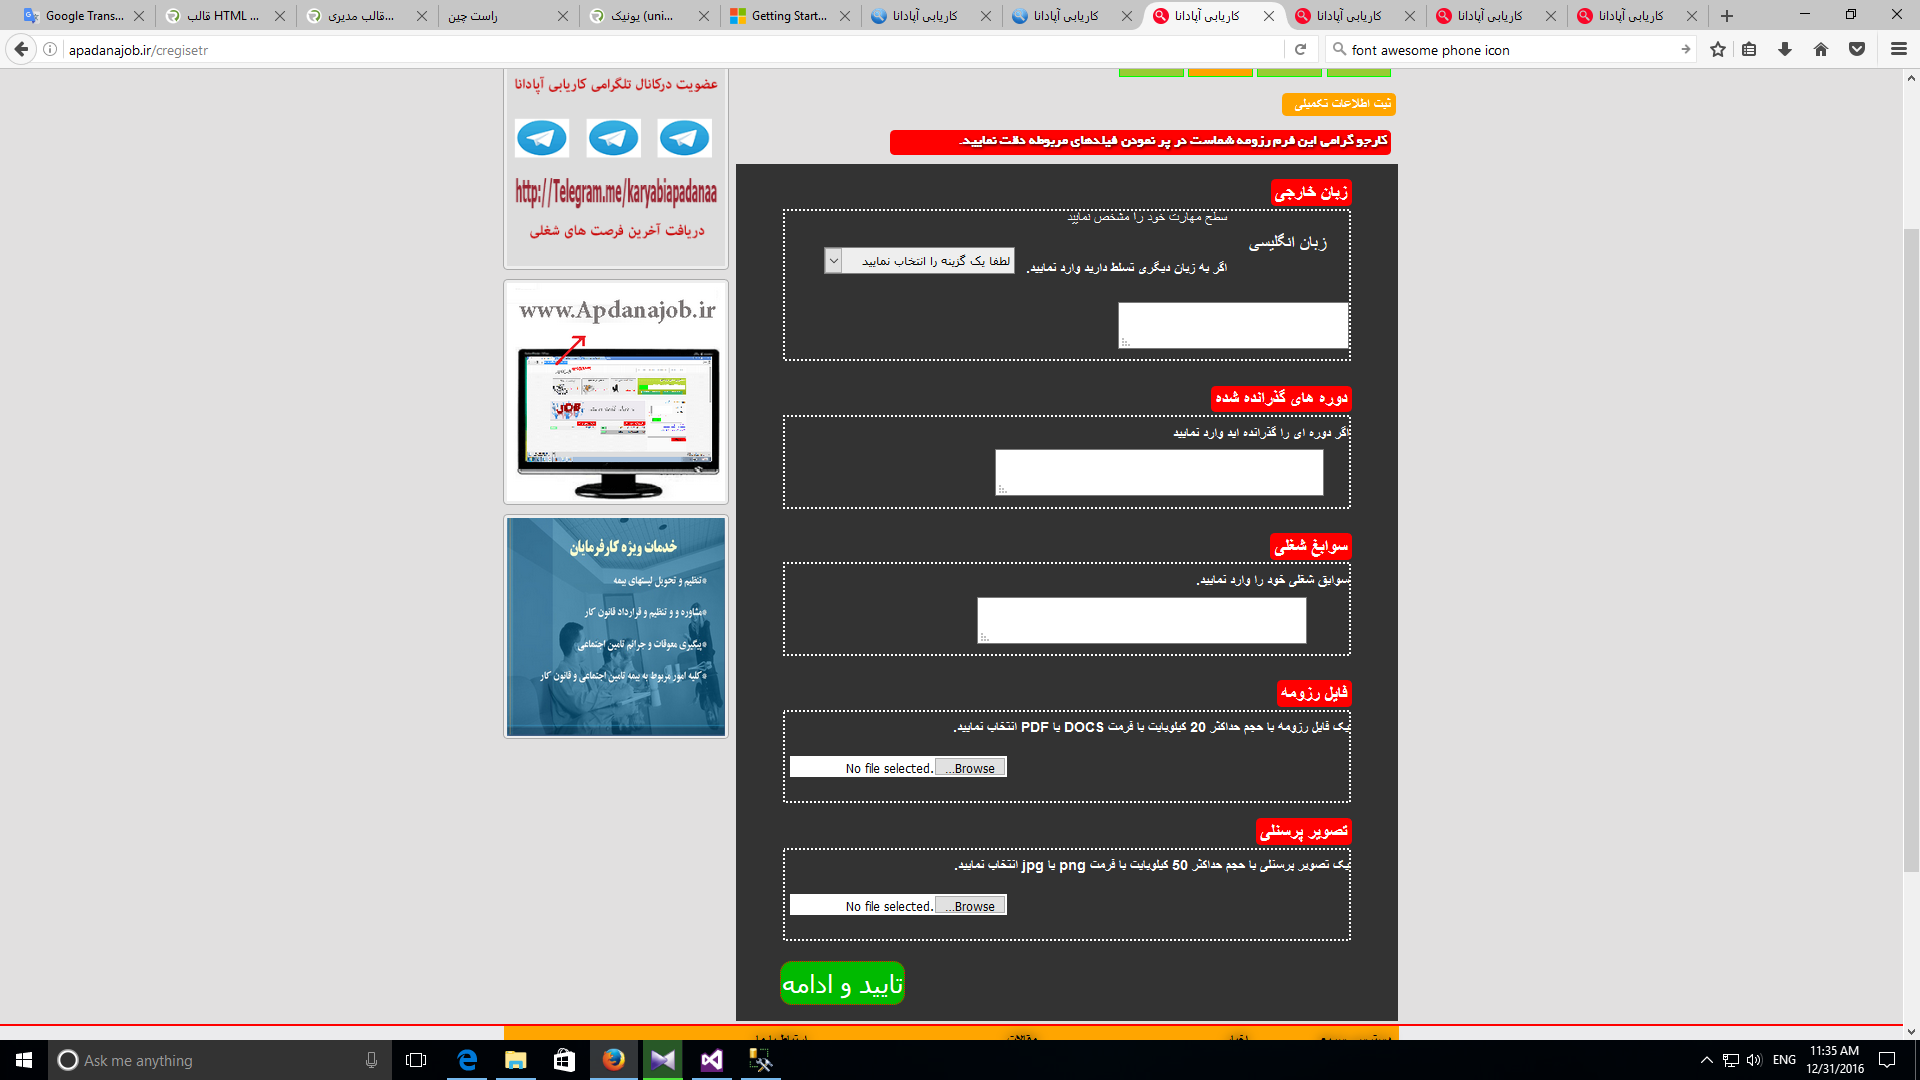 Google Trans...
قالب HTML ...
قالب مدیری...
راست چین
یونیک (uni...
Getting Start...
کاریابی آپادانا
کاریابی آپادانا
کاریابی آپادانا
کاریابی آپادانا
کاریابی آپادانا
کاریابی آپادانا
apadanajob.ir/cregisetr
font awesome phone icon
عضویت درکانال تلگرامی کاریابی آپادانا
http://Telegram.me/karyabiapadanaa
دریافت آخرین فرصت های شغلی
www.Apdanajob.ir
خدمات ویژه کارفرمایان
*تنظیم و تحویل لیستهای بیمه
*مشاوره و و تنظیم و قرارداد قانون کار
*پیگیری معوقات و جرائم تامین اجتماعی
*کلیه امور مربوط به بیمه تامین اجتماعی و قانون کار
ثبت اطلاعات تکمیلی
کارجو گرامی این فرم رزومه شماست در پر نمودن فیلدهای مربوطه دقت نمایید.
زبان خارجی
سطح مهارت خود را مشخص نمایید
زبان انگلیسی
لطفا یک گزینه را انتخاب نمایید
اگر به زبان دیگری تسلط دارید وارد نمایید.
دوره های گذرانده شده
اگر دوره ای را گذرانده اید وارد نمایید
سوابغ شغلی
سوابق شغلی خود را وارد نمایید.
فایل رزومه
یک فایل رزومه با حجم حداکثر 20 کیلوبایت با فرمت DOCS یا PDF انتخاب نمایید.
Browse...
No file selected.
تصویر پرسنلی
یک تصویر پرسنلی با حجم حداکثر 50 کیلوبایت با فرمت png یا jpg انتخاب نمایید.
Browse...
No file selected.
تایید و ادامه
Ask me anything
ENG
11:35 AM
12/31/2016